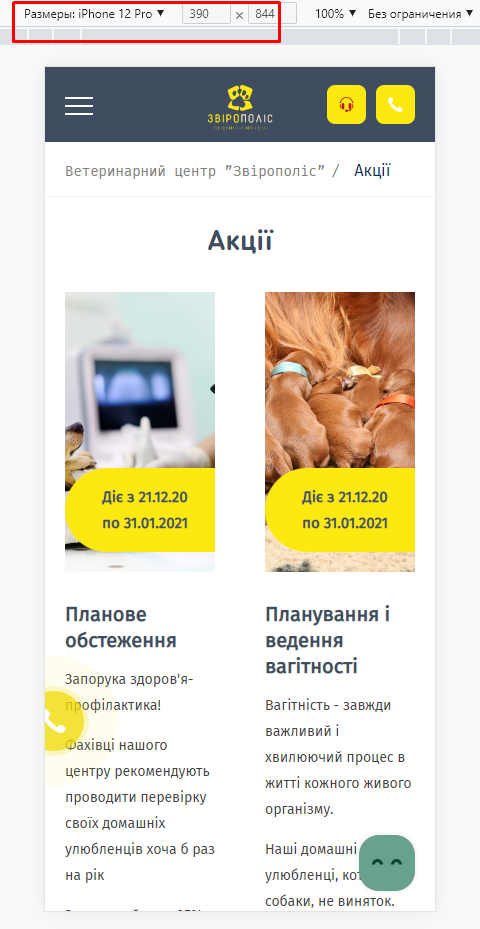 Размеры: iPhone 12 Pro ▼ 390 × 844 100% ▼ Без ограничения ▼
ЗВІРОПОЛІС
Ветеринарний центр ”Звірополіс” / Акції
Акції
Діє з 21.12.20
по 31.01.2021
Діє з 21.12.20
по 31.01.2021
Планове
обстеження
Запорука здоров'я-
профілактика!
Фахівці нашого
центру рекомендують
проводити перевірку
своїх домашніх
улюбленців хоча б раз
на рік
Планування і
ведення
вагітності
Вагітність - завжди
важливий і
хвилюючий процес в
житті кожного живого
організму.
Наші домашні
улюбленці,
собаки, не виняток.